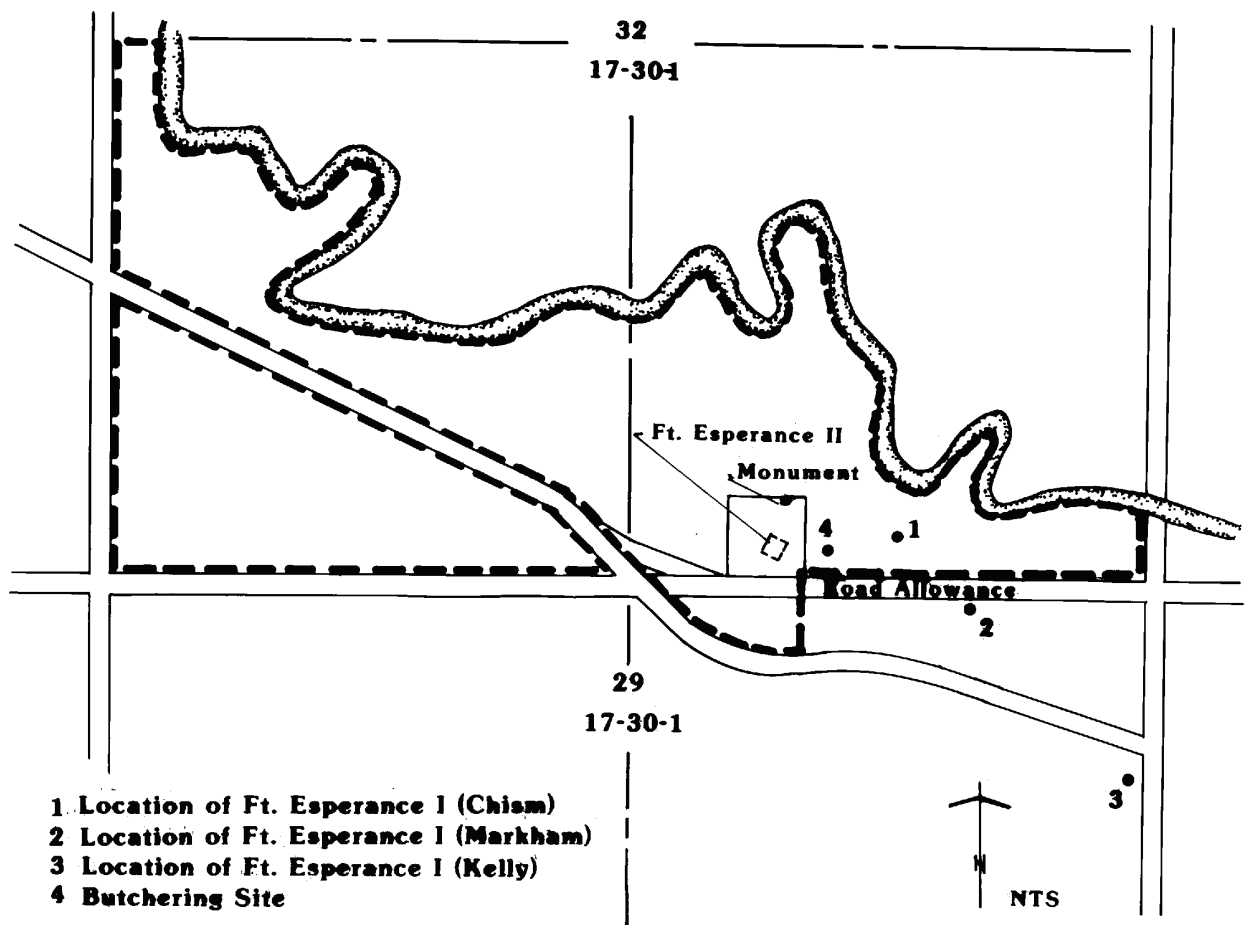 32
17-30-1
Ft. Esperance II
Monument
4
1
Road Allowance
2
29
17-30-1
3
1 Location of Ft. Esperance I (Chism)
2 Location of Ft. Esperance I (Markham)
3 Location of Ft. Esperance I (Kelly)
4 Butchering Site
N
NTS